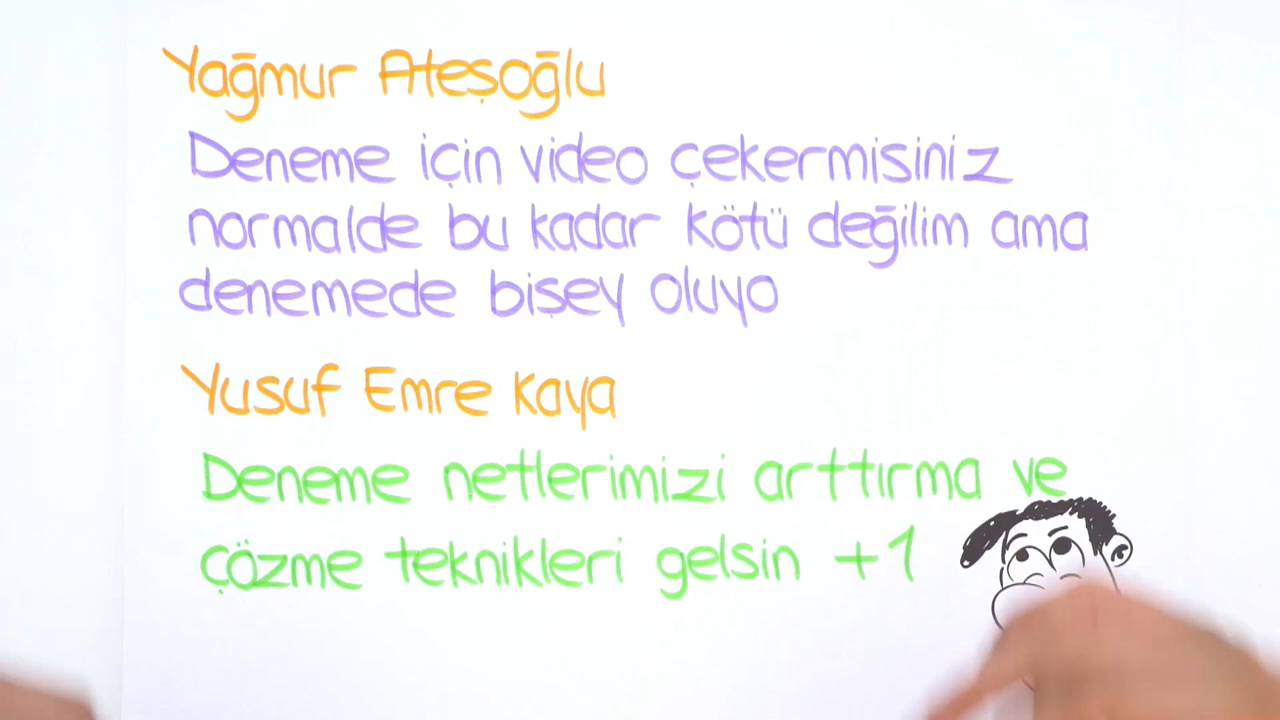 Yağmur Ateşoğlu
Deneme için video çekermisiniz
normalde bu kadar kötü değilim ama
denemede bişey oluyo
Yusuf Emre Kaya
Deneme netlerimizi arttırma ve
çözme teknikleri gelsin +1